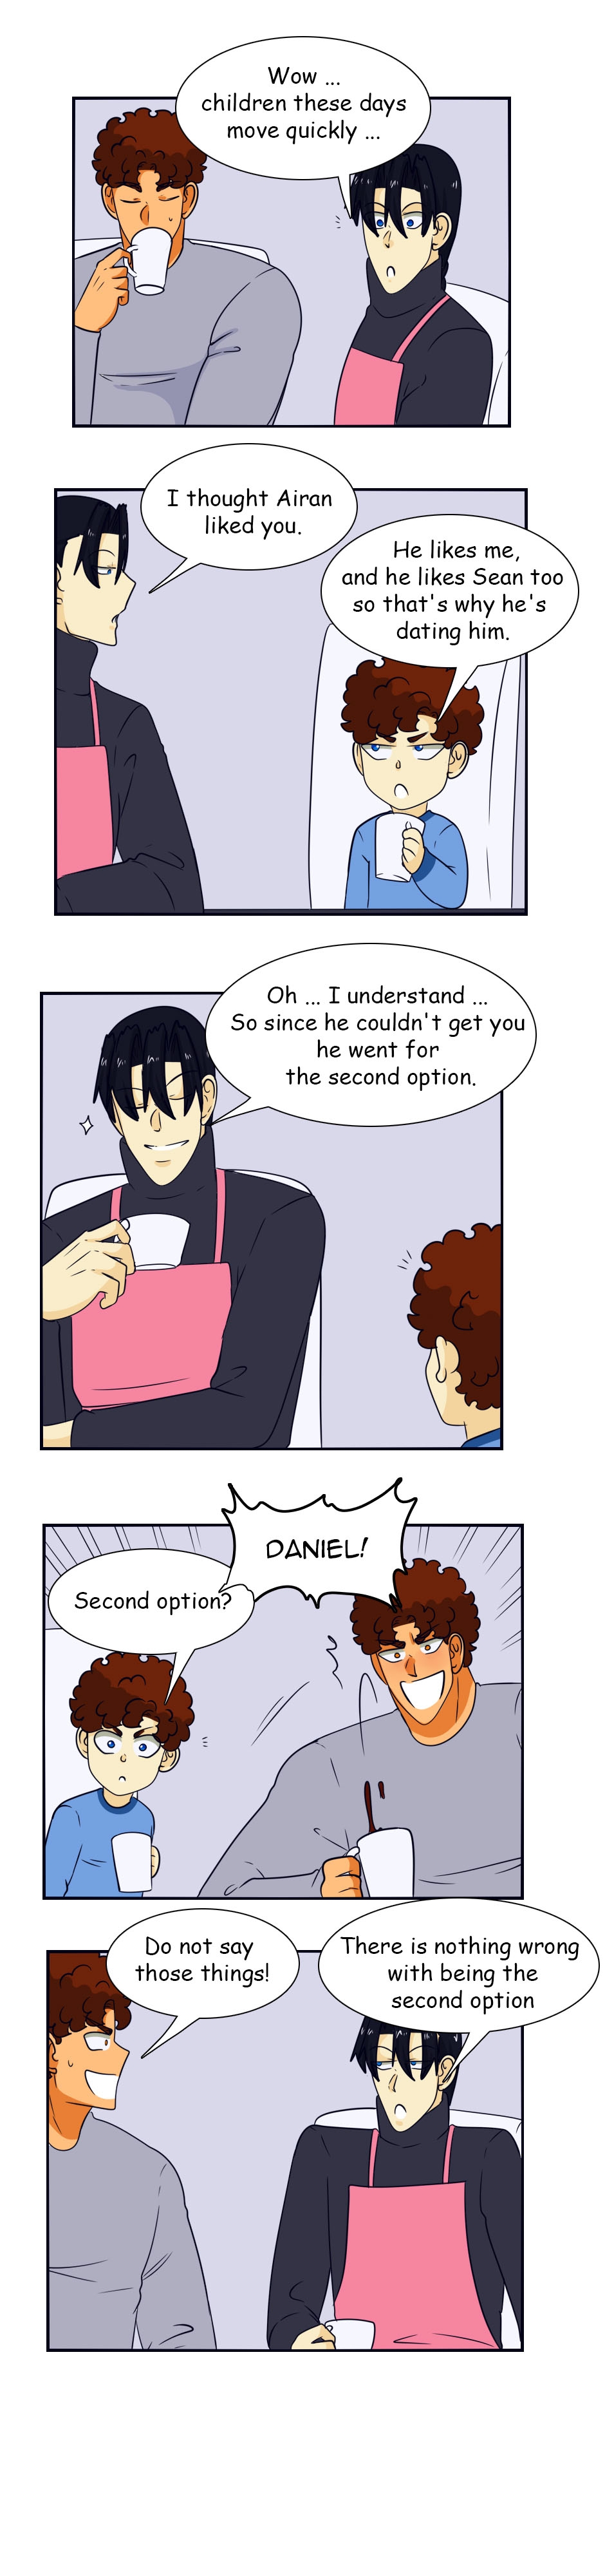 Wow ...
children these days
move quickly ...
I thought Airan
liked you.
He likes me,
and he likes Sean too
so that's why he's
dating him.
Oh ... I understand ...
So since he couldn't get you
he went for
the second option.
DANIEL!
Second option?
Do not say
those things!
There is nothing wrong
with being the
second option